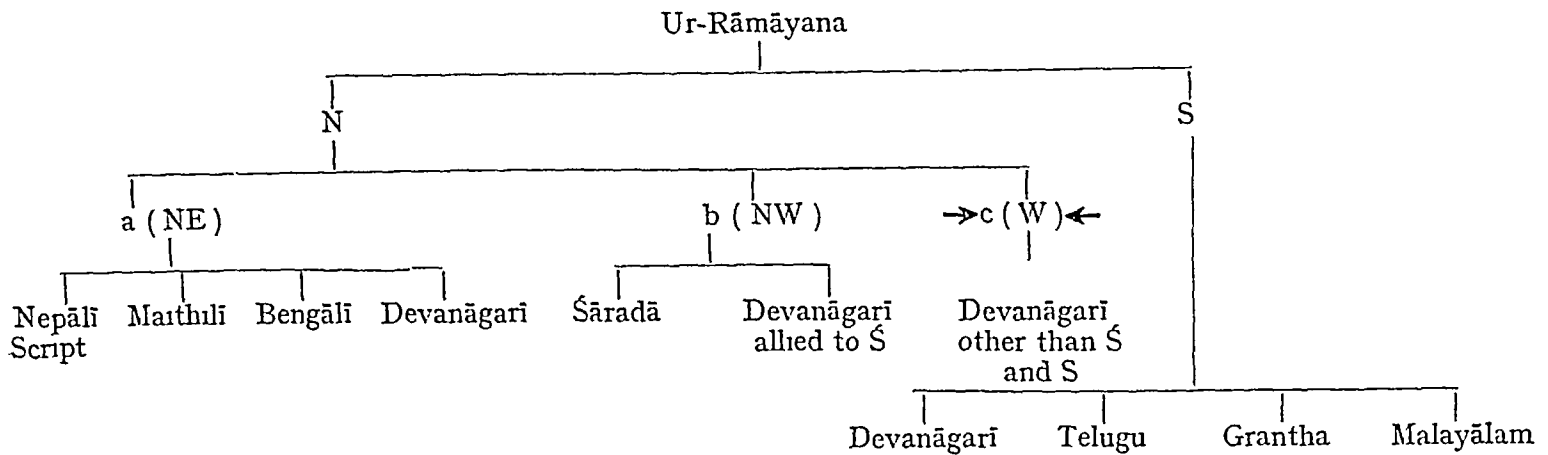 Ur-Rāmāyana
N
S
a ( NE )
b ( NW )
→c ( W )←
Nepālī
Script
Maithilī
Bengālī
Devanāgarī
Śāradā
Devanāgarī
allied to Ś
Devanāgarī
other than Ś
and S
Devanāgarī
Telugu
Grantha
Malayālam